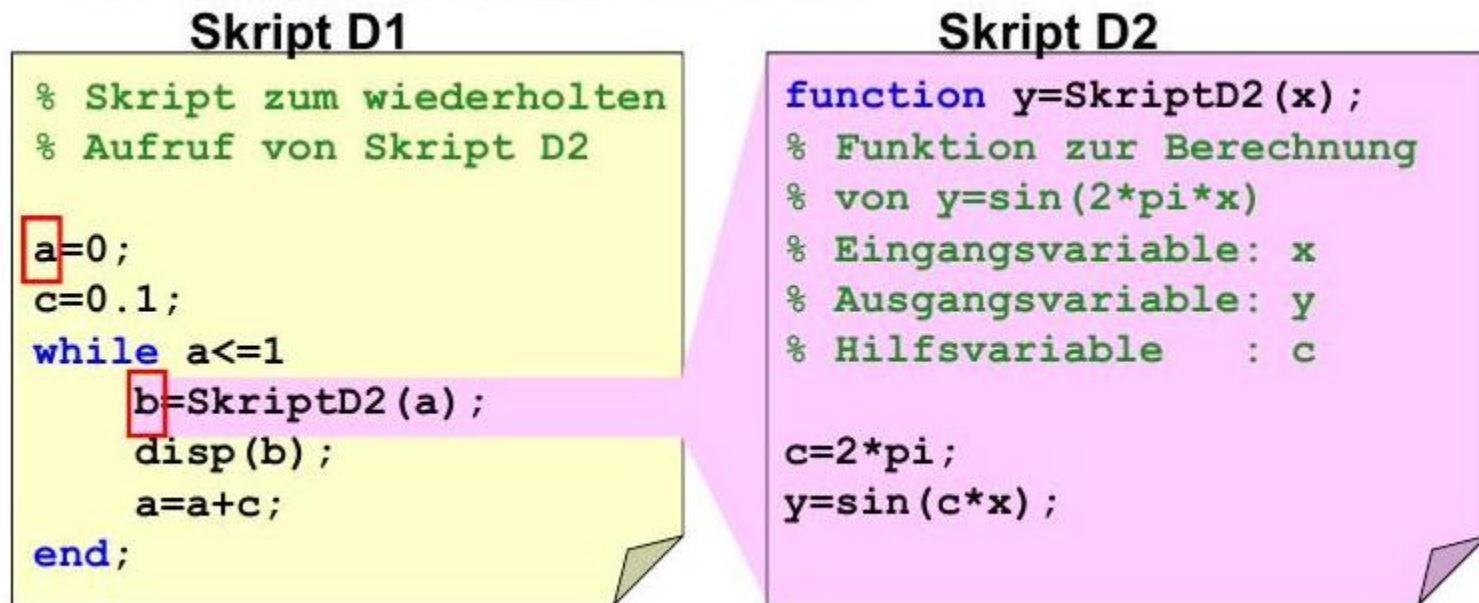 Skript D1
% Skript zum wiederholten
% Aufruf von Skript D2
a=0;
c=0.1;
while a<=1
b=SkriptD2(a);
disp(b);
a=a+c;
end;
Skript D2
function y=SkriptD2(x);
% Funktion zur Berechnung
% von y=sin(2*pi*x)
% Eingangsvariable: x
% Ausgangsvariable: y
% Hilfsvariable   : c
c=2*pi;
y=sin(c*x);